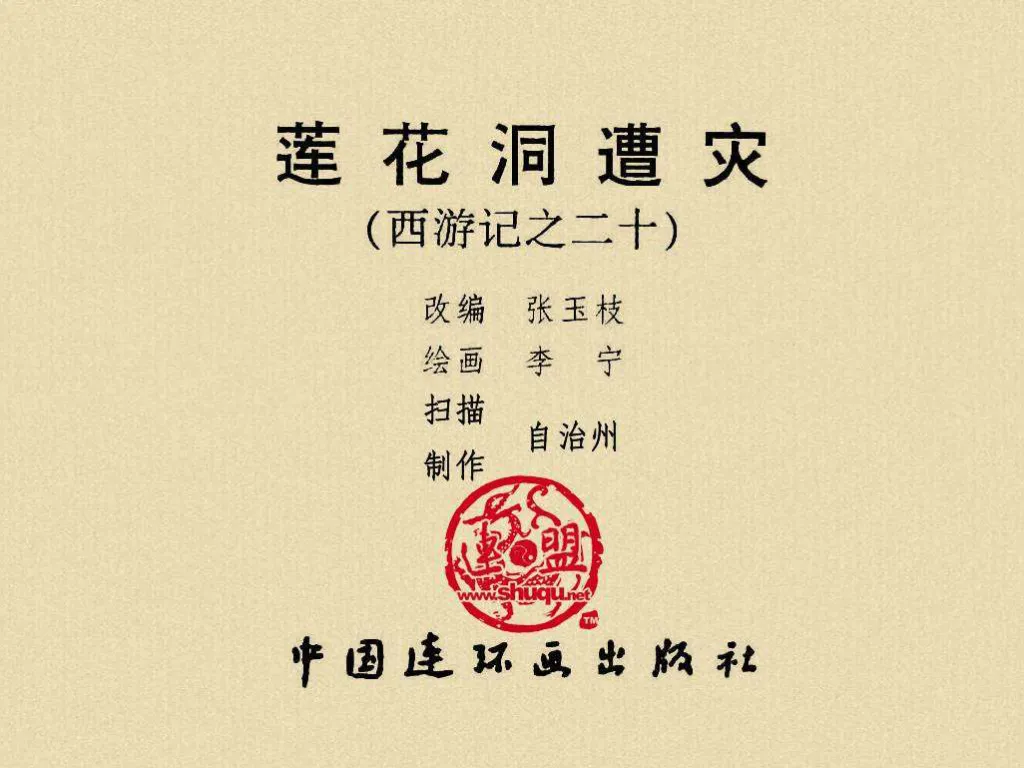 莲花洞遭灾
(西游记之二十)
改编 张玉枝
绘画 李宁
扫描
制作 自治州
連盟
www.shuqu.net
TM
中国连环画出版社